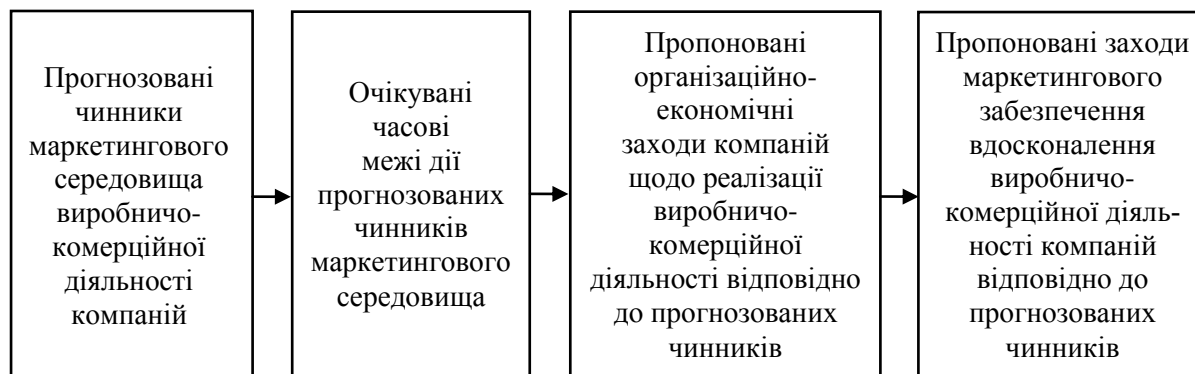 Прогнозовані
чинники
маркетингового
середовища
виробничо-
комерційної
діяльності
компаній
Очікувані
часові
межі дії
прогнозованих
чинників
маркетингового
середовища
Пропоновані
організаційно-
економічні
заходи компаній
щодо реалізації
виробничо-
комерційної
діяльності відповідно
до прогнозованих
чинників
Пропоновані заходи
маркетингового
забезпечення
вдосконалення
виробничо-
комерційної діяль-
ності компаній
відповідно до
прогнозованих
чинників